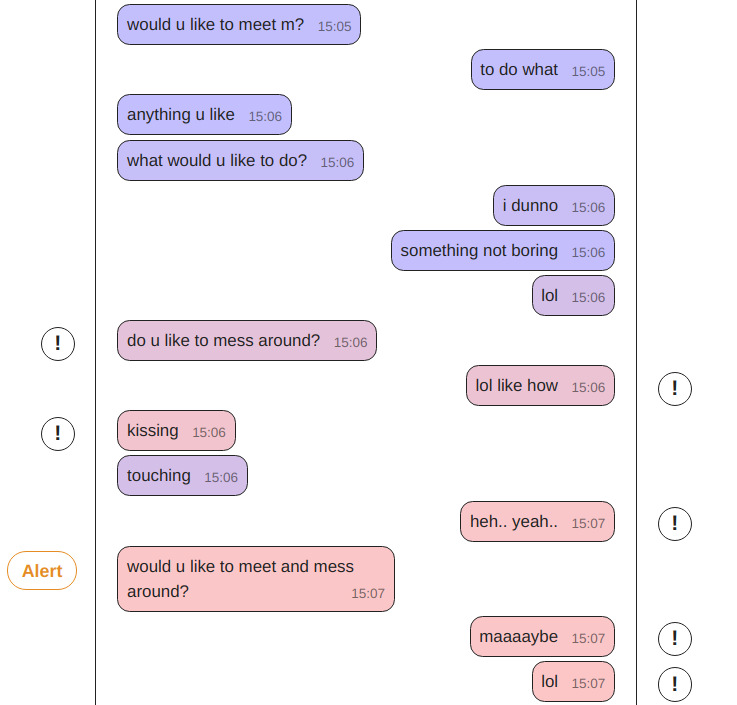 would u like to meet m? 15:05
to do what 15:05
anything u like 15:06
what would u like to do? 15:06
i dunno 15:06
something not boring 15:06
lol 15:06
! do u like to mess around? 15:06
lol like how 15:06 !
! kissing 15:06
touching 15:06
heh.. yeah.. 15:07 !
Alert would u like to meet and mess
around? 15:07
maaaaybe 15:07 !
lol 15:07 !